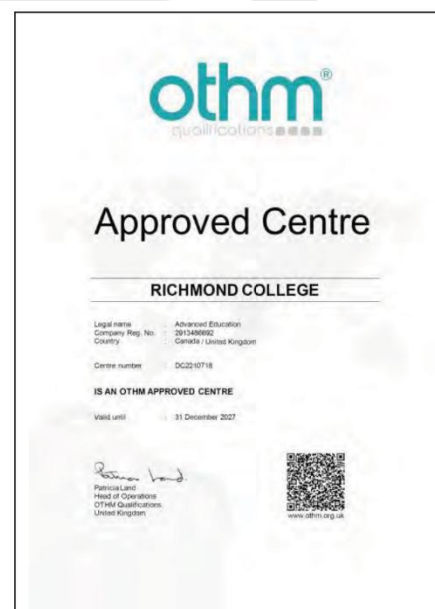 othm®
qualifications
Approved Centre
RICHMOND COLLEGE
Legal name : Advanced Education
Company Reg. No. : 2013486692
Country : Canada / United Kingdom
Centre number : DC2210718
IS AN OTHM APPROVED CENTRE
Valid until : 31 December 2027
Patricia Land
Head of Operations
OTHM Qualifications
United Kingdom
www.othm.org.uk